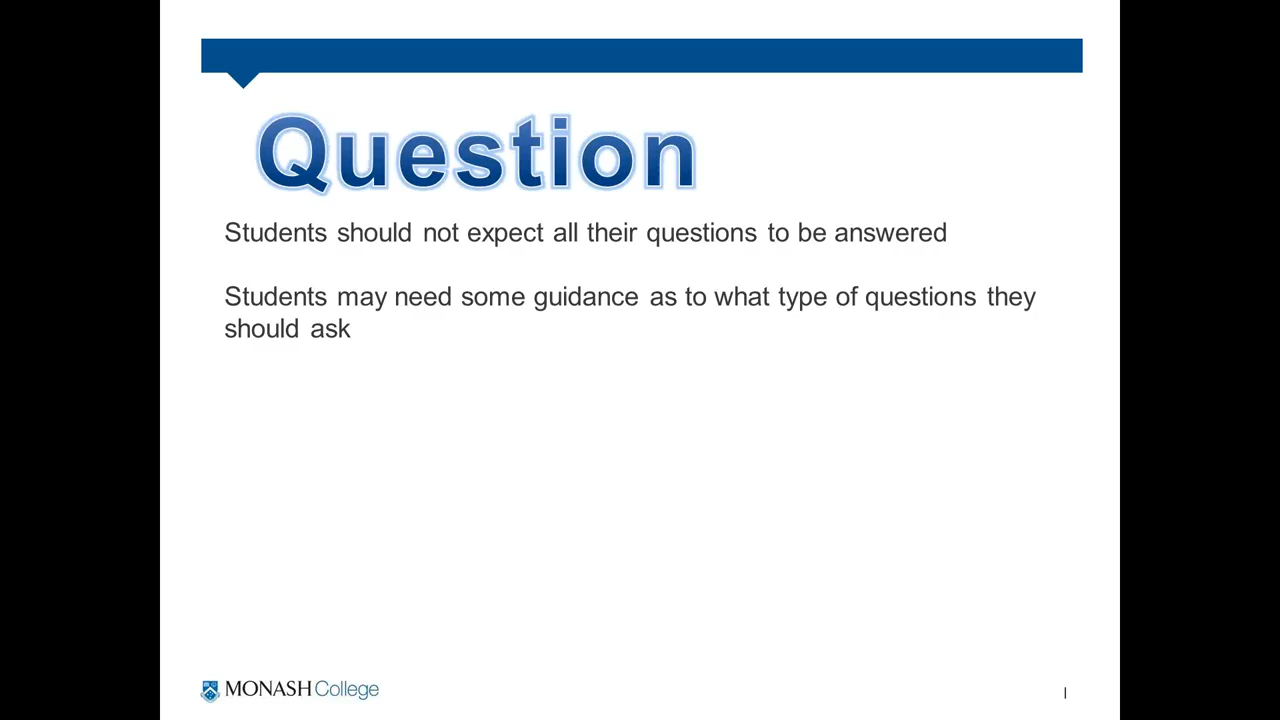 Question
Students should not expect all their questions to be answered
Students may need some guidance as to what type of questions they
should ask
MONASH College